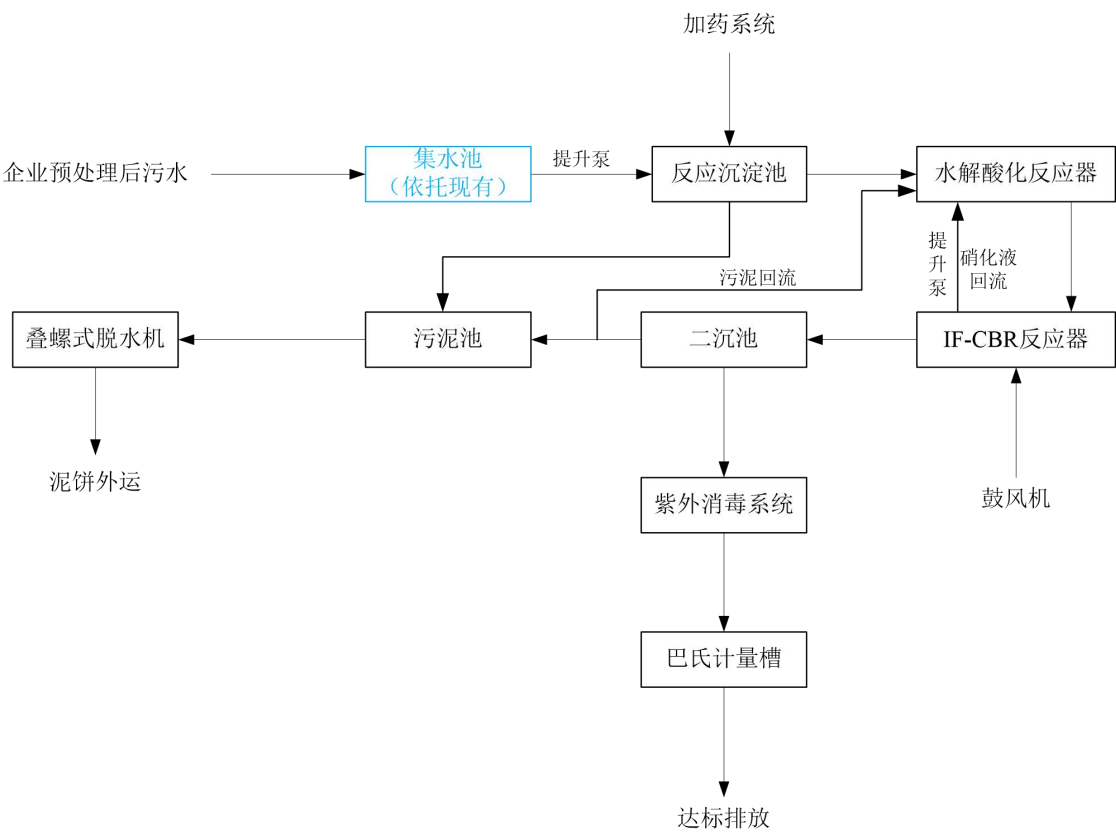 加药系统
企业预处理后污水
集水池
（依托现有）
提升泵
反应沉淀池
水解酸化反应器
提升泵
硝化液
回流
污泥回流
叠螺式脱水机
污泥池
二沉池
IF-CBR反应器
泥饼外运
紫外消毒系统
鼓风机
巴氏计量槽
达标排放